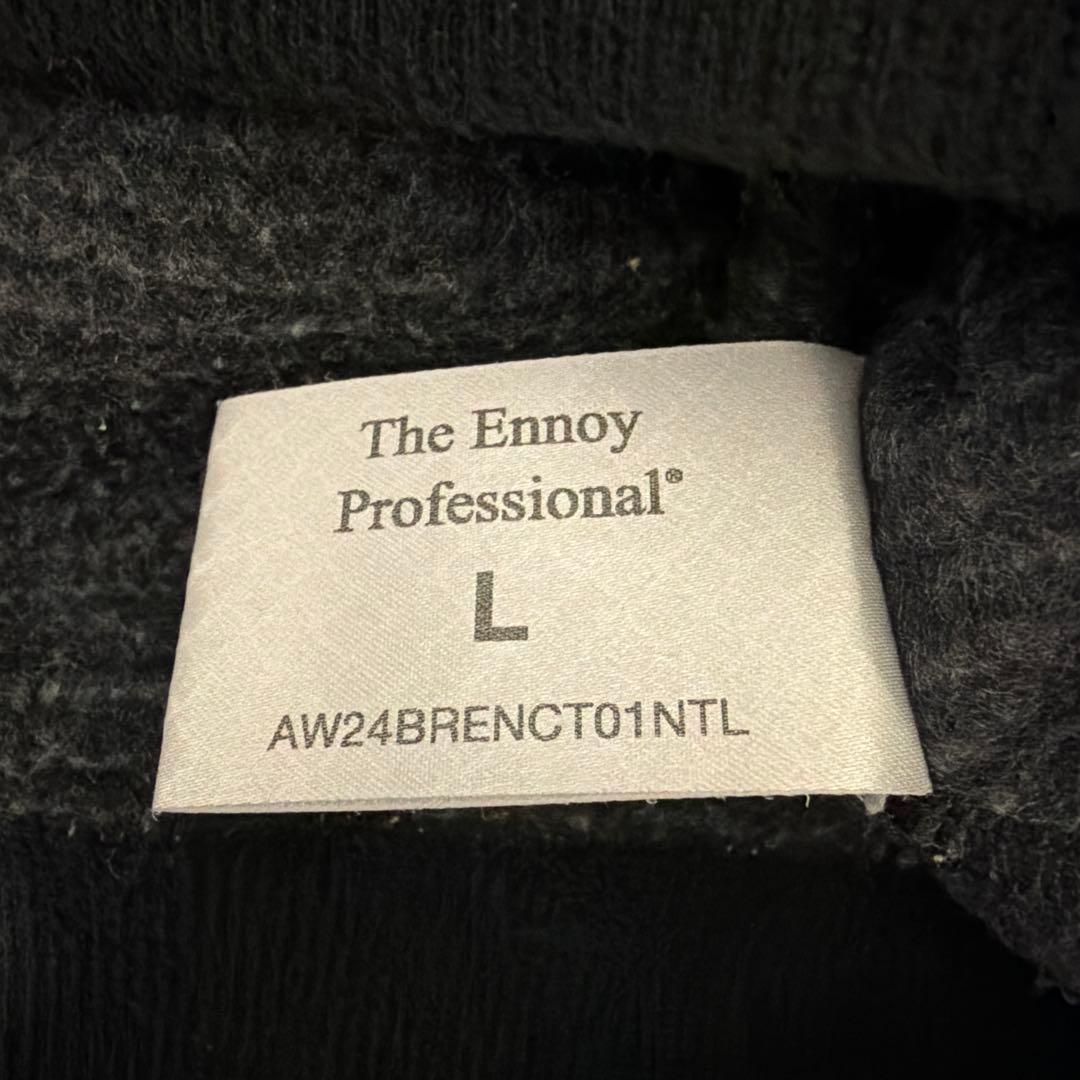 The Ennoy
Professional®
L
AW24BRENCT01NTL